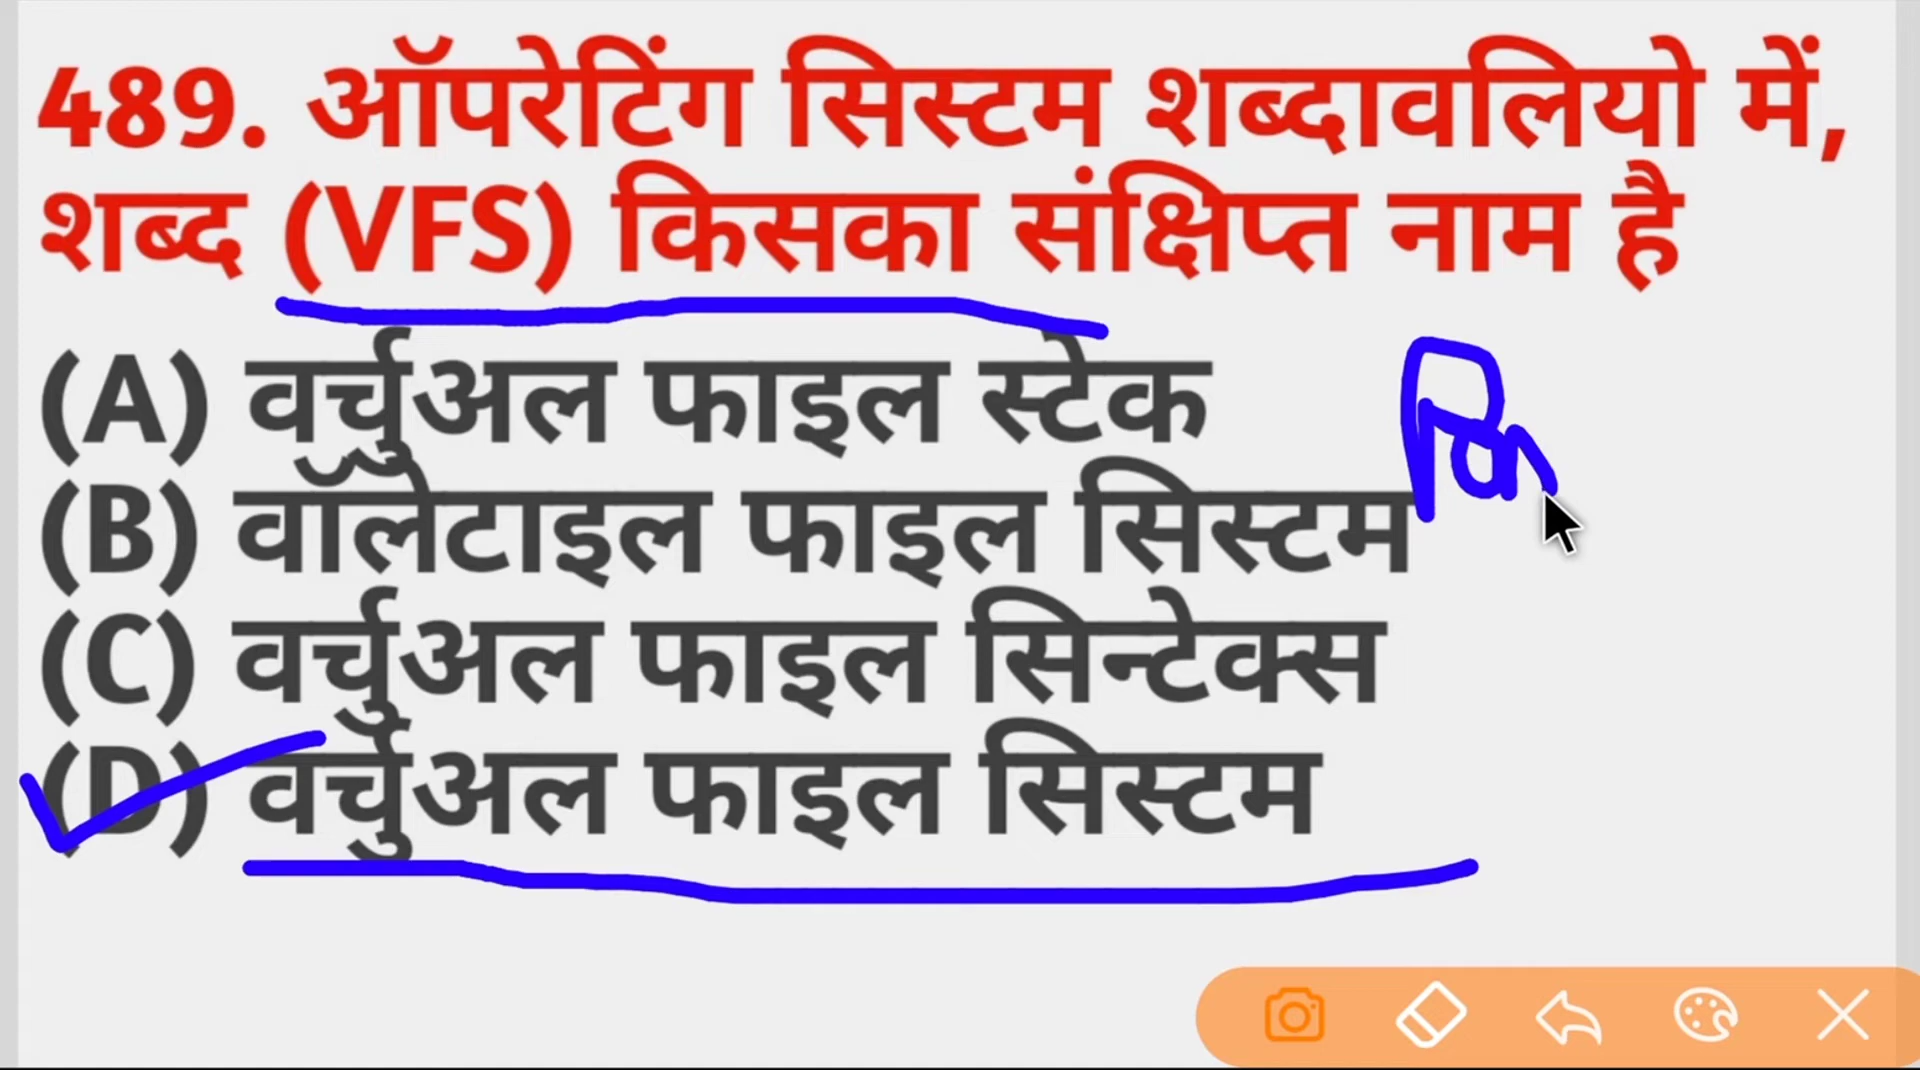 489. ऑपरेटिंग सिस्टम शब्दावलियो में,
शब्द (VFS) किसका संक्षिप्त नाम है
(A) वर्चुअल फाइल स्टेक
(B) वॉलेटाइल फाइल सिस्टम
(C) वर्चुअल फाइल सिन्टेक्स
(D) वर्चुअल फाइल सिस्टम